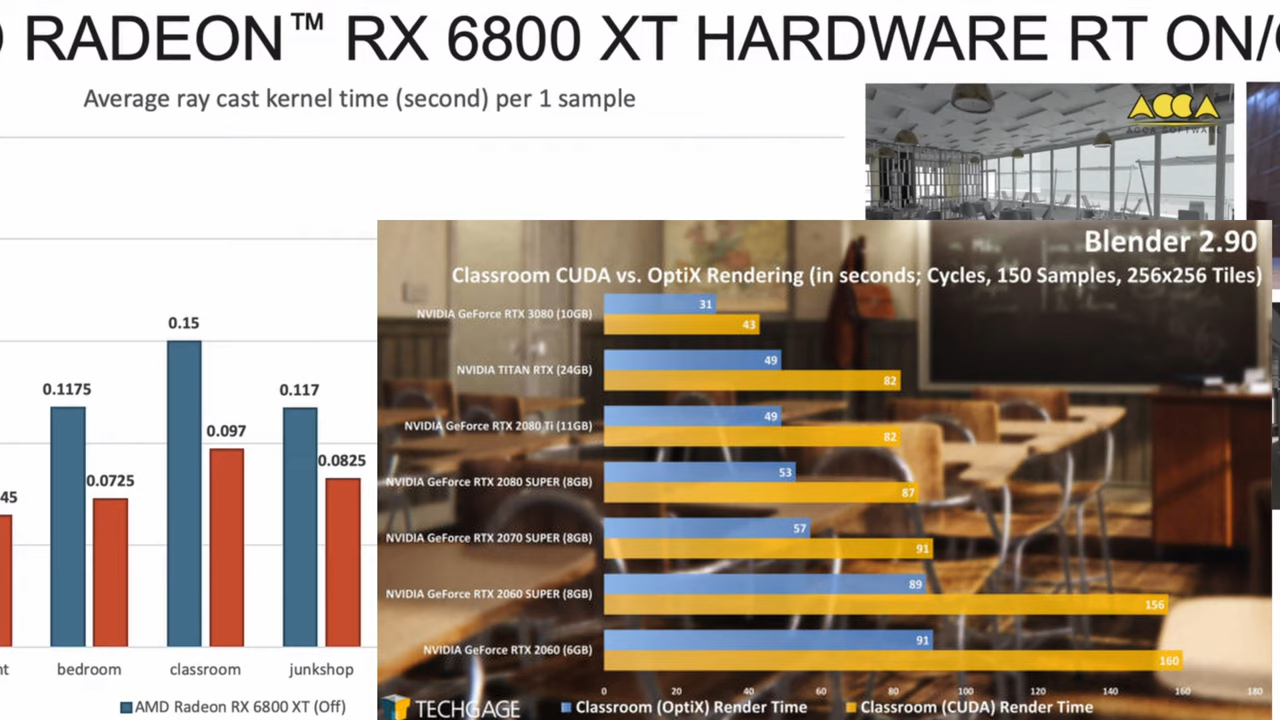 RADEON™ RX 6800 XT HARDWARE RT ON/
Average ray cast kernel time (second) per 1 sample
ACCA
ACCA SOFTWARE
Blender 2.90
Classroom CUDA vs. OptiX Rendering (in seconds; Cycles, 150 Samples, 256x256 Tiles)
NVIDIA GeForce RTX 3080 (10GB)
31
43
NVIDIA TITAN RTX (24GB)
49
82
NVIDIA GeForce RTX 2080 Ti (11GB)
49
82
NVIDIA GeForce RTX 2080 SUPER (8GB)
53
87
NVIDIA GeForce RTX 2070 SUPER (8GB)
57
91
NVIDIA GeForce RTX 2060 SUPER (8GB)
89
156
NVIDIA GeForce RTX 2060 (6GB)
91
160
0 20 40 60 80 100 120 140 160 180
TECHGAGE
Classroom (OptiX) Render Time
Classroom (CUDA) Render Time
45
0.1175
0.0725
0.15
0.097
0.117
0.0825
nt
bedroom
classroom
junkshop
AMD Radeon RX 6800 XT (Off)